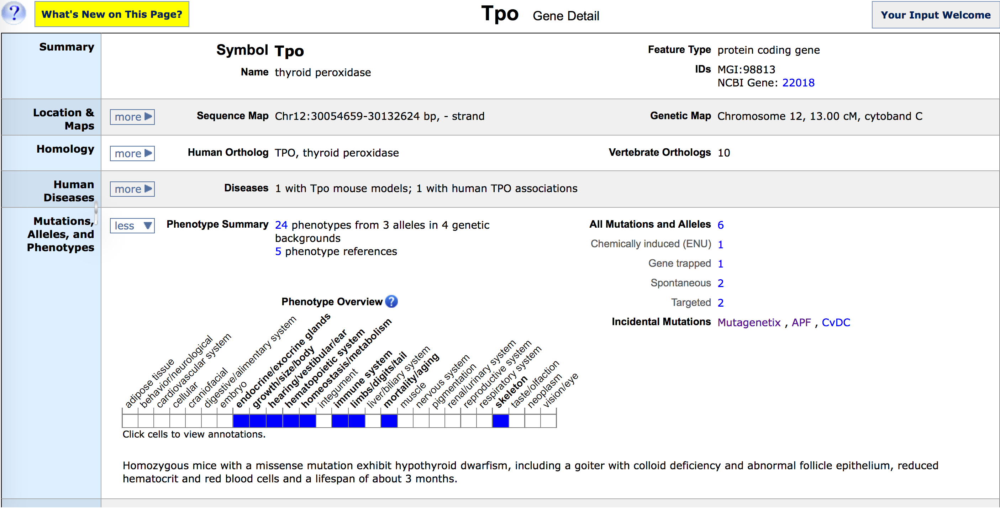 ?
What's New on This Page?
Tpo Gene Detail
Your Input Welcome
Summary
Symbol Tpo
Name thyroid peroxidase
Feature Type protein coding gene
IDs MGI:98813
NCBI Gene: 22018
Location &
Maps
more
Sequence Map Chr12:30054659-30132624 bp, - strand
Genetic Map Chromosome 12, 13.00 cM, cytoband C
Homology
more
Human Ortholog TPO, thyroid peroxidase
Vertebrate Orthologs 10
Human
Diseases
more
Diseases 1 with Tpo mouse models; 1 with human TPO associations
Mutations,
Alleles, and
Phenotypes
less
Phenotype Summary 24 phenotypes from 3 alleles in 4 genetic
backgrounds
5 phenotype references
All Mutations and Alleles 6
Chemically induced (ENU) 1
Gene trapped 1
Spontaneous 2
Targeted 2
Incidental Mutations Mutagenetix , APF , CvDC
Phenotype Overview ?
adipose tissue
behavior/neurological
cardiovascular system
cellular
craniofacial
digestive/alimentary system
embryo
endocrine/exocrine glands
growth/size/body
hearing/vestibular/ear
hematopoietic system
homeostasis/metabolism
integument
immune system
limbs/digits/tail
liver/biliary system
mortality/aging
muscle
nervous system
pigmentation
renal/urinary system
reproductive system
respiratory system
skeleton
taste/olfaction
neoplasm
vision/eye
Click cells to view annotations.
Homozygous mice with a missense mutation exhibit hypothyroid dwarfism, including a goiter with colloid deficiency and abnormal follicle epithelium, reduced
hematocrit and red blood cells and a lifespan of about 3 months.